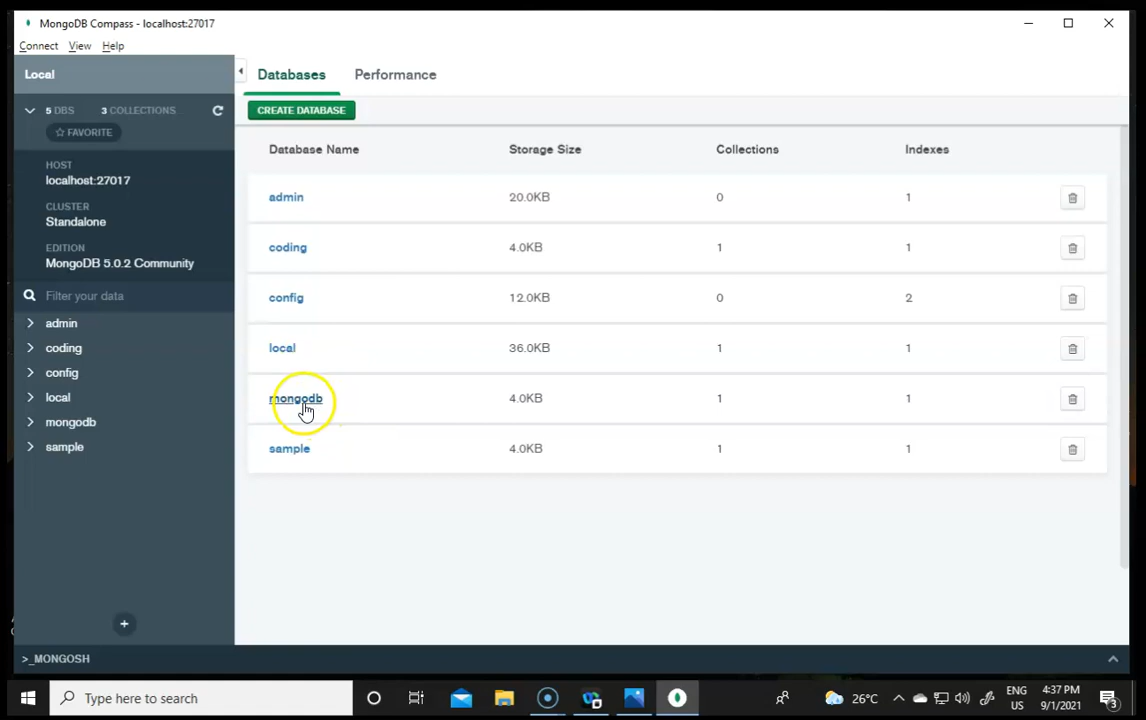 MongoDB Compass - localhost:27017
Connect View Help
Local
Databases Performance
5 DBS 3 COLLECTIONS
CREATE DATABASE
FAVORITE
Database Name Storage Size Collections Indexes
HOST
localhost:27017
admin 20.0KB 0 1
CLUSTER
Standalone
EDITION
MongoDB 5.0.2 Community
coding 4.0KB 1 1
Filter your data
config 12.0KB 0 2
admin
coding
local 36.0KB 1 1
config
local
mongodb 4.0KB 1 1
mongodb
sample
sample 4.0KB 1 1
>_MONGOSH
Type here to search
26°C
ENG
US
4:37 PM
9/1/2021
3